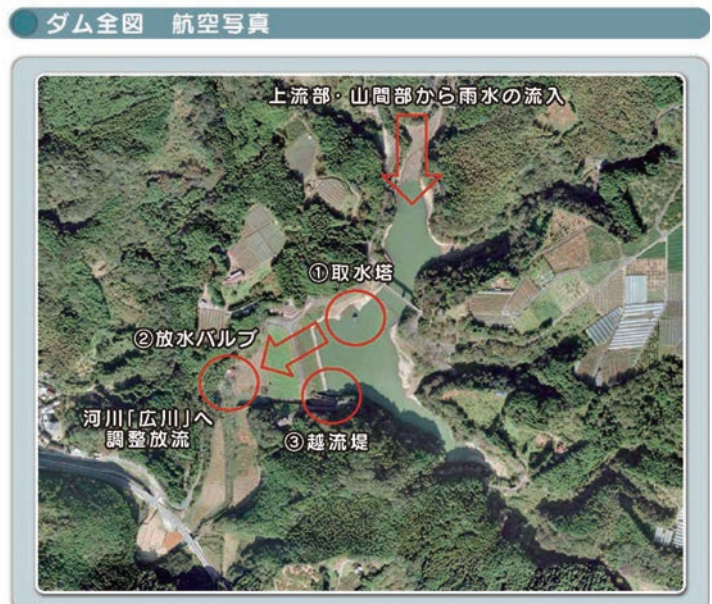 ダム全図　航空写真
上流部・山間部から雨水の流入
①取水塔
②放水バルブ
河川「広川」へ
調整放流
③越流堤